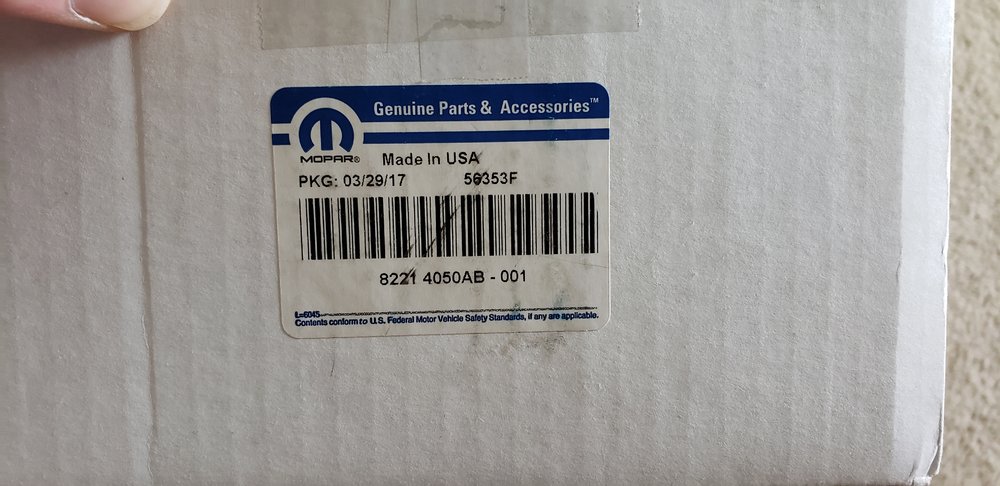 Genuine Parts & Accessories™
MOPAR®
Made In USA
PKG: 03/29/17 56353F
8221 4050AB - 001
L=6045
Contents conform to U.S. Federal Motor Vehicle Safety Standards, if any are applicable.